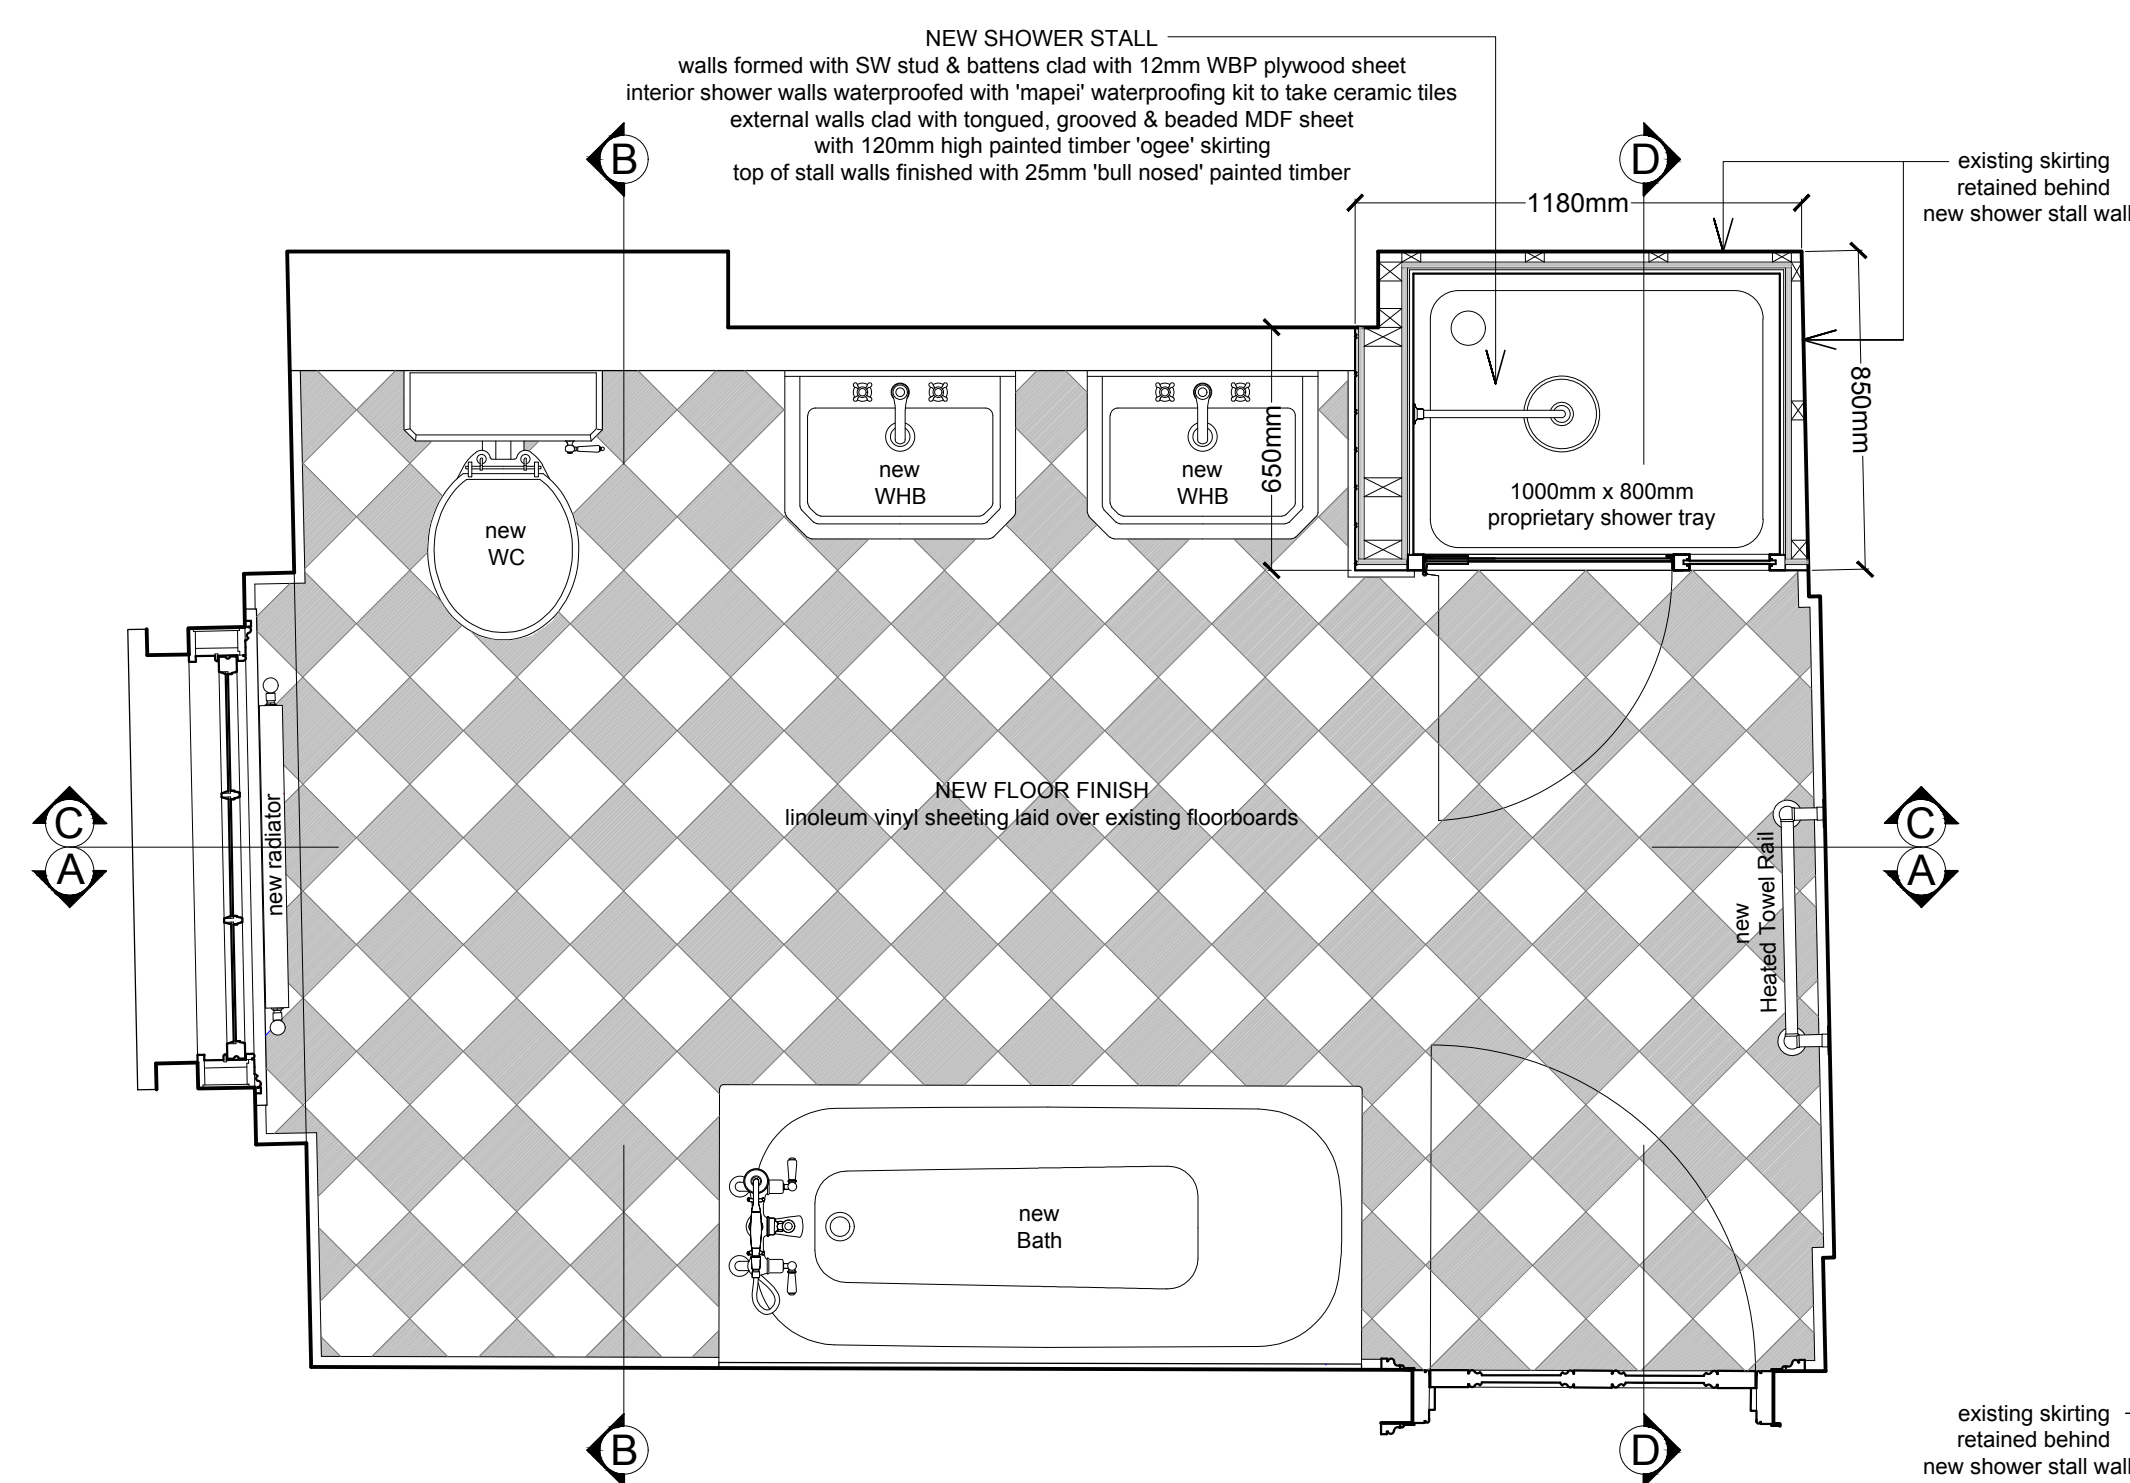 NEW SHOWER STALL
walls formed with SW stud & battens clad with 12mm WBP plywood sheet
interior shower walls waterproofed with 'mapei' waterproofing kit to take ceramic tiles
external walls clad with tongued, grooved & beaded MDF sheet
with 120mm high painted timber 'ogee' skirting
top of stall walls finished with 25mm 'bull nosed' painted timber
B
D
existing skirting
retained behind
new shower stall wall
1180mm
850mm
650mm
new
WHB
new
WHB
1000mm x 800mm
proprietary shower tray
new
WC
NEW FLOOR FINISH
linoleum vinyl sheeting laid over existing floorboards
C
A
new radiator
new
Heated Towel Rail
C
A
new
Bath
B
D
existing skirting
retained behind
new shower stall wall